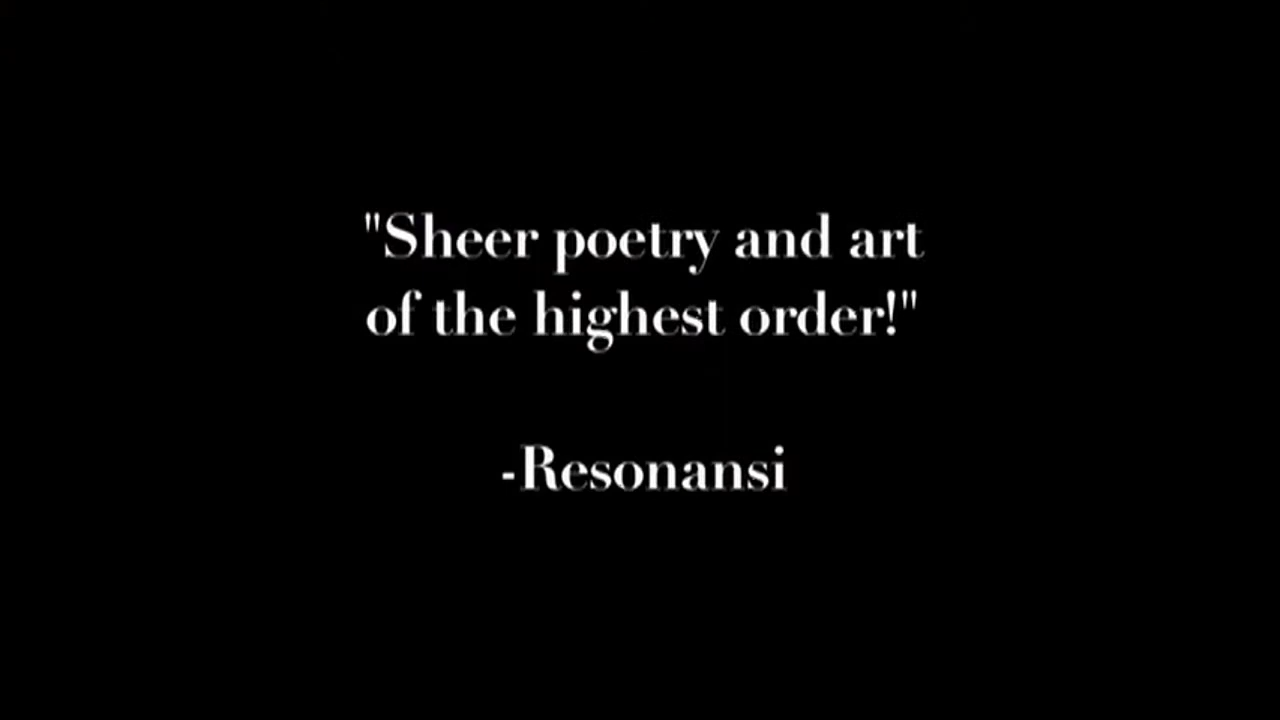 "Sheer poetry and art
of the highest order!"
-Resonansi